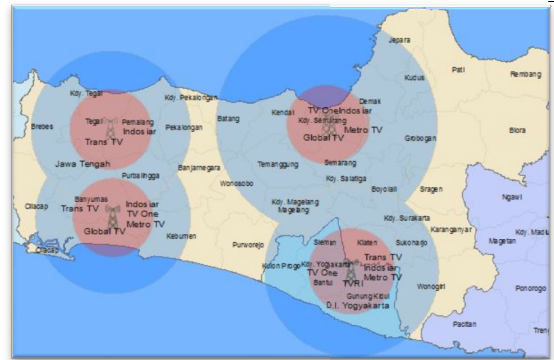 Jepara
Kudus
Pati
Rembang
Kdy. Tegal
Kdy. Pekalongan
Brebes
Tegal
Pemalang
Indosiar
Trans TV
Pekalongan
Batang
Kendal
TV One
Indosiar
Demak
Kdy. Semarang
Global TV
Metro TV
Grobogan
Blora
Jawa Tengah
Purbalingga
Banjarnegara
Temanggung
Semarang
Kdy. Salatiga
Boyolali
Sragen
Ngawi
Wonosobo
Banyumas
Trans TV
Indosiar
TV One
Metro TV
Global TV
Cilacap
Cilacap
Kebumen
Purworejo
Kdy. Magelang
Magelang
Kdy. Surakarta
Karanganyar
Magetan
Kdy. Madiu
Sleman
Klaten
Sukoharjo
Kulon Progo
Kdy. Yogyakarta
Trans TV
TV One
Indosiar
Metro TV
TVRI
Bantul
Gunung Kidul
D.I. Yogyakarta
Wonogiri
Ponorogo
Pacitan
Tren